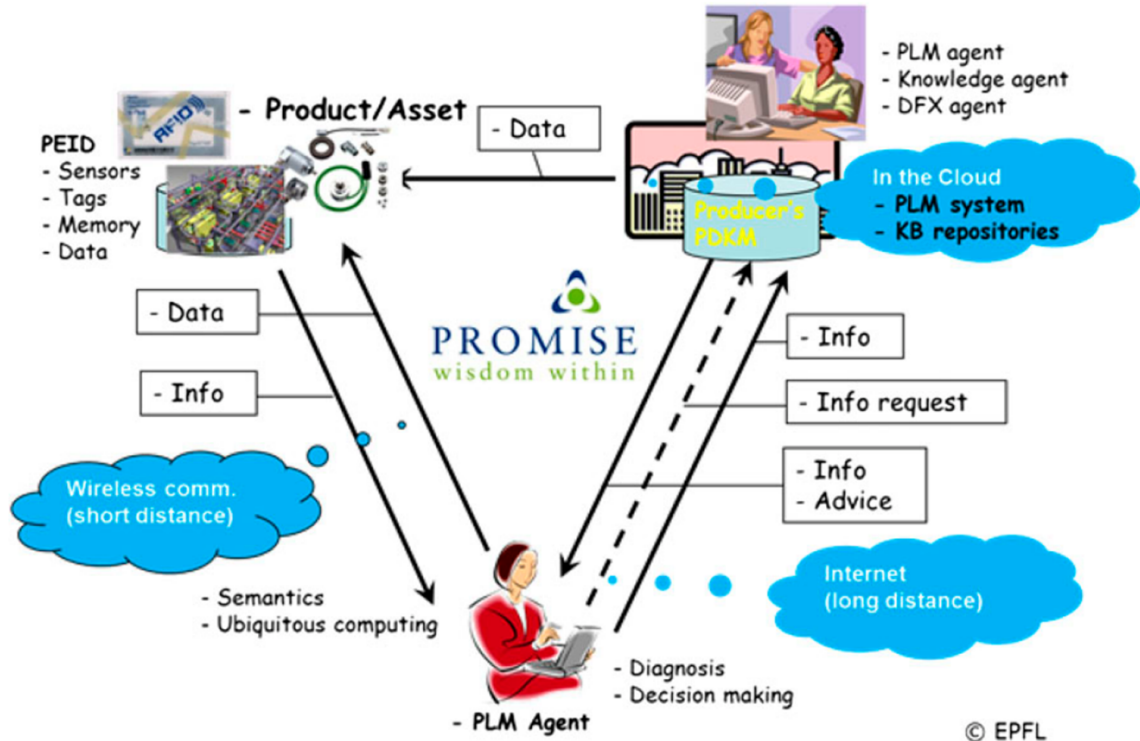 - PLM agent
- Knowledge agent
- DFX agent
RFID
- Product/Asset
- Data
PEID
- Sensors
- Tags
- Memory
- Data
In the Cloud
- PLM system
- KB repositories
Producer's
PDKM
- Data
- Info
PROMISE
wisdom within
- Info
- Info request
- Info
- Advice
Wireless comm.
(short distance)
Internet
(long distance)
- Semantics
- Ubiquitous computing
- Diagnosis
- Decision making
- PLM Agent
© EPFL